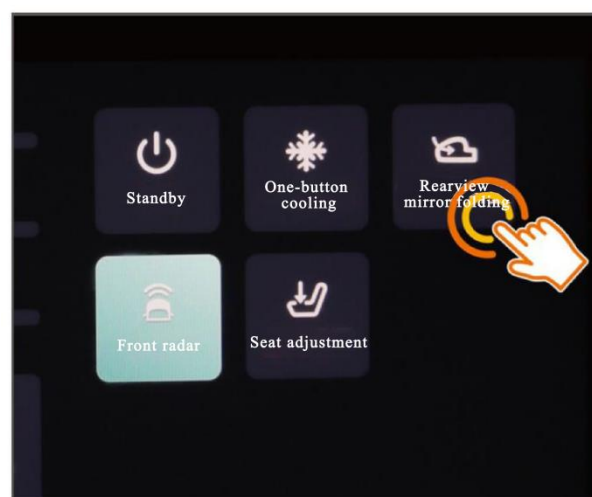 Standby
One-button
cooling
Rearview
mirror folding
Front radar
Seat adjustment